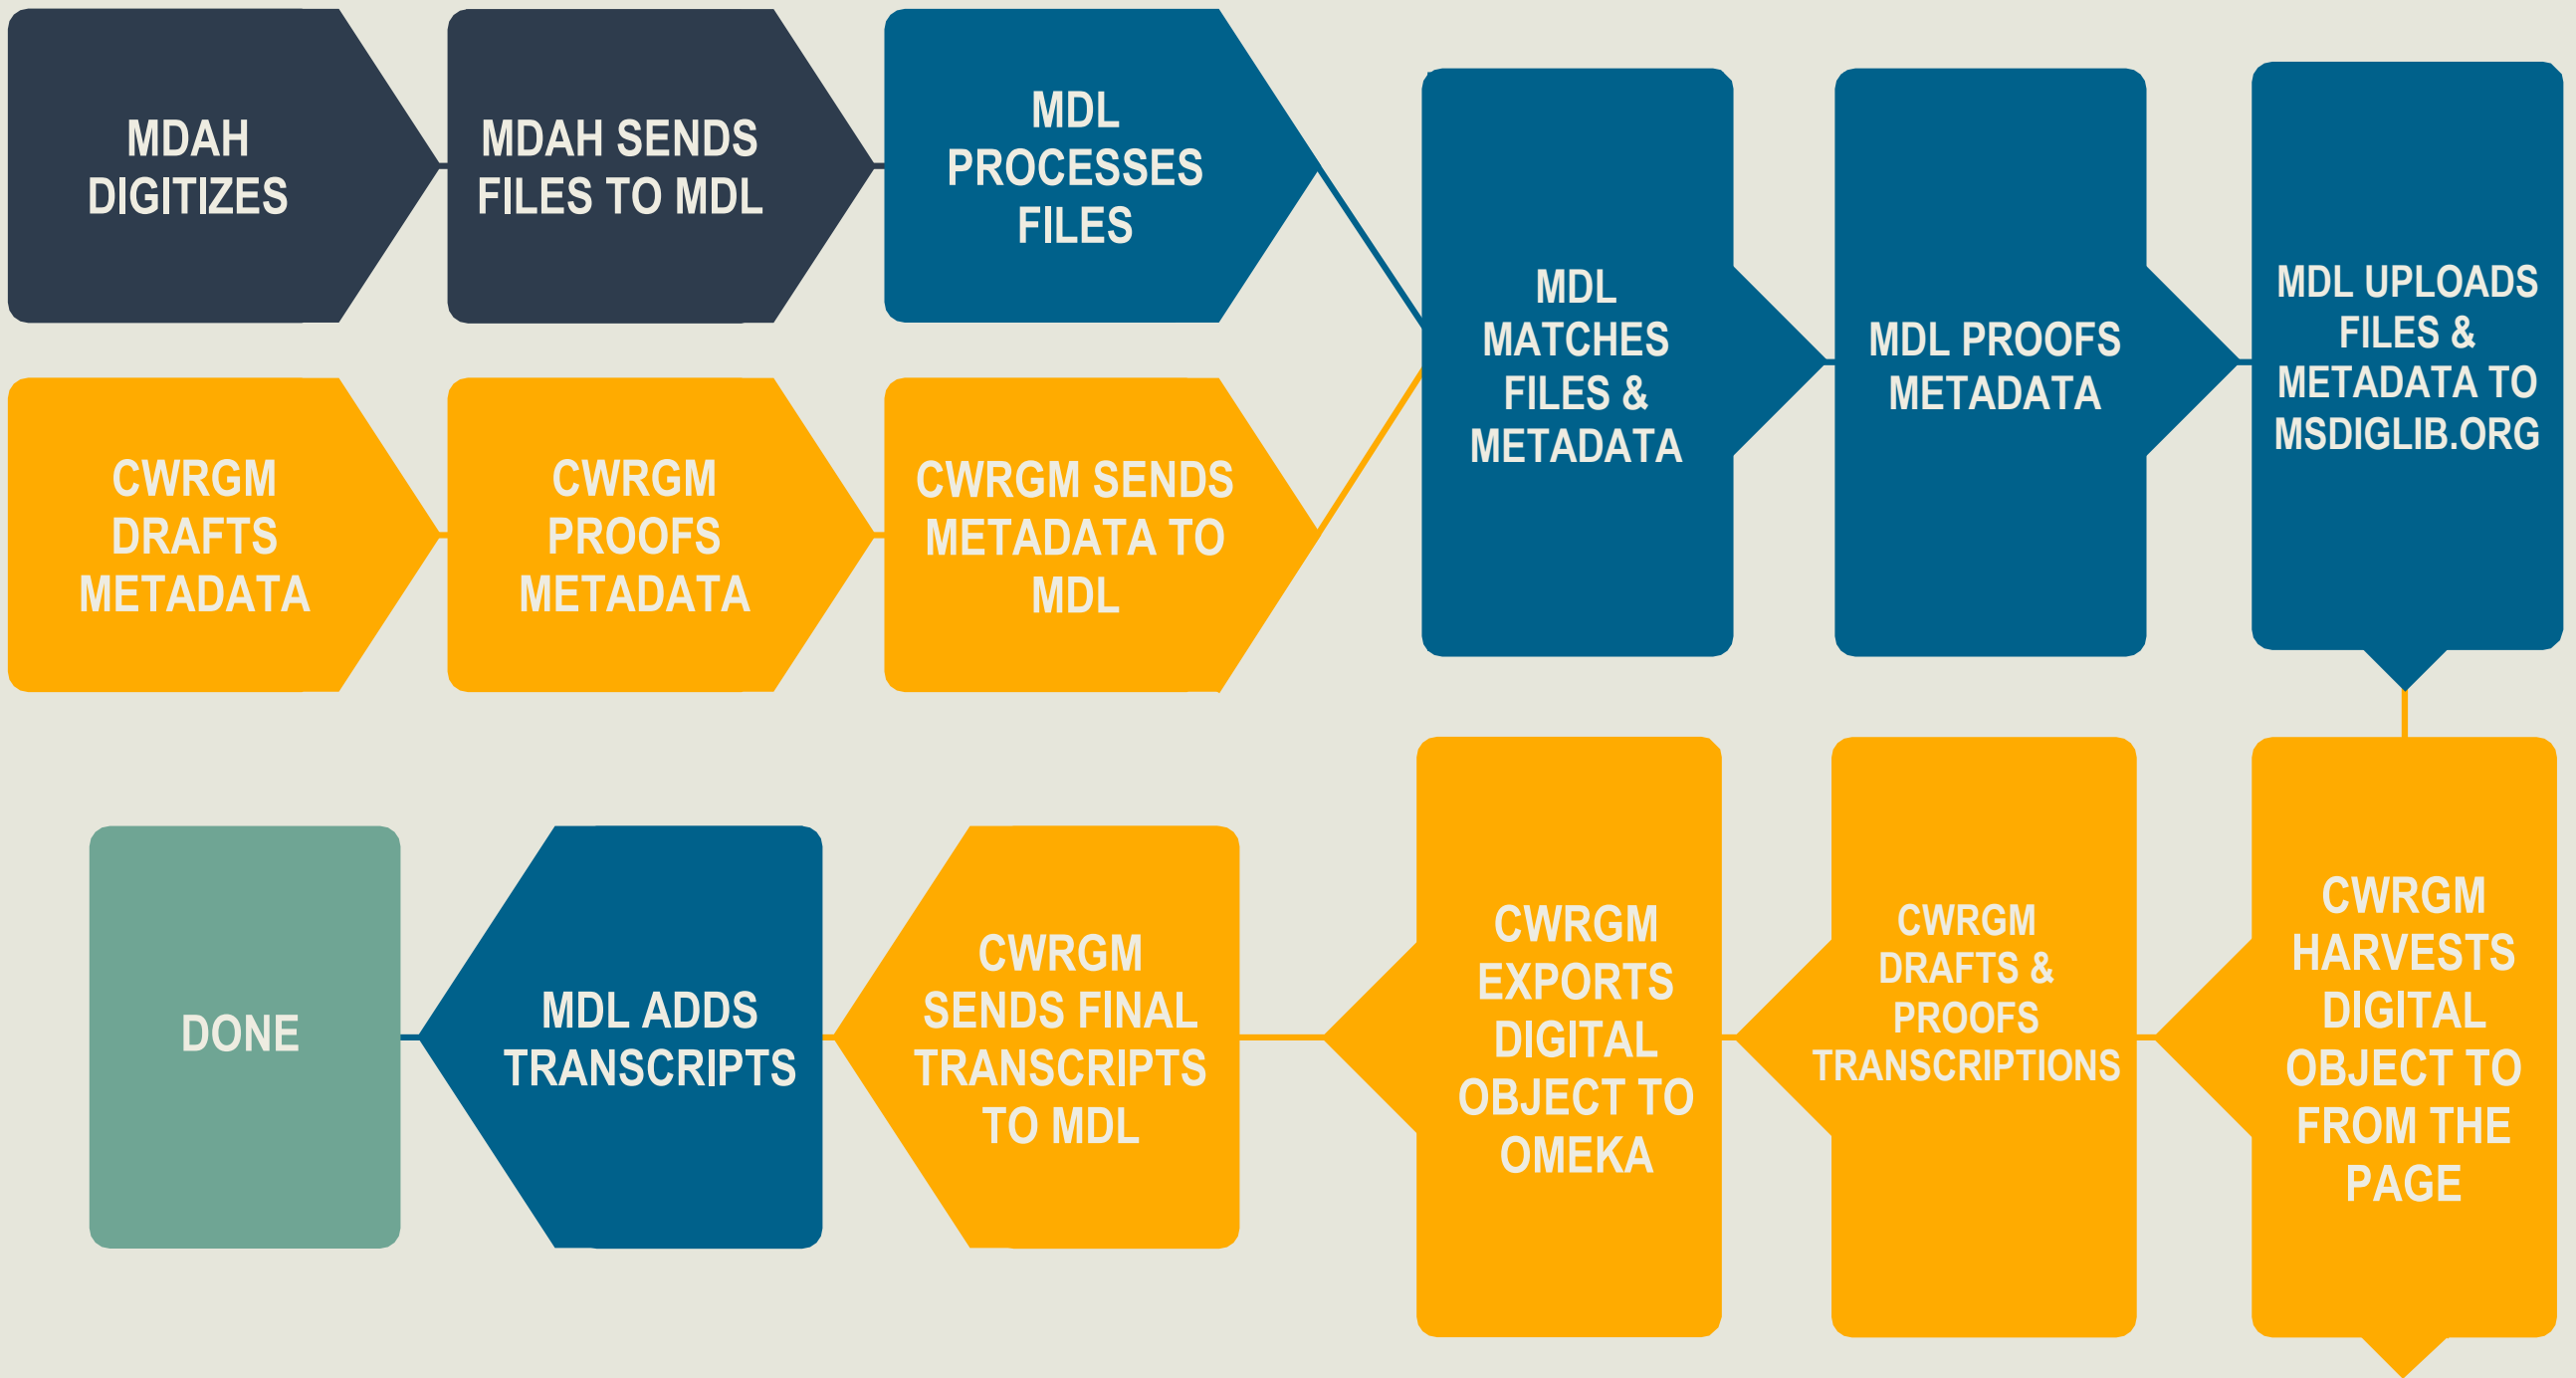 MDAH
DIGITIZES
MDAH SENDS
FILES TO MDL
MDL
PROCESSES
FILES
CWRGM
DRAFTS
METADATA
CWRGM
PROOFS
METADATA
CWRGM SENDS
METADATA TO
MDL
MDL
MATCHES
FILES &
METADATA
MDL PROOFS
METADATA
MDL UPLOADS
FILES &
METADATA TO
MSDIGLIB.ORG
CWRGM
HARVESTS
DIGITAL
OBJECT TO
FROM THE
PAGE
CWRGM
DRAFTS &
PROOFS
TRANSCRIPTIONS
CWRGM
EXPORTS
DIGITAL
OBJECT TO
OMEKA
CWRGM
SENDS FINAL
TRANSCRIPTS
TO MDL
MDL ADDS
TRANSCRIPTS
DONE